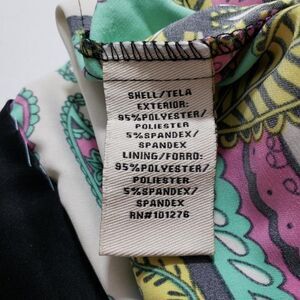 SHELL/TELA
EXTERIOR:
95%POLYESTER/
POLIESTER
5%SPANDEX/
SPANDEX
LINING/FORRO:
95%POLYESTER/
POLIESTER
5%SPANDEX/
SPANDEX
RN#101276